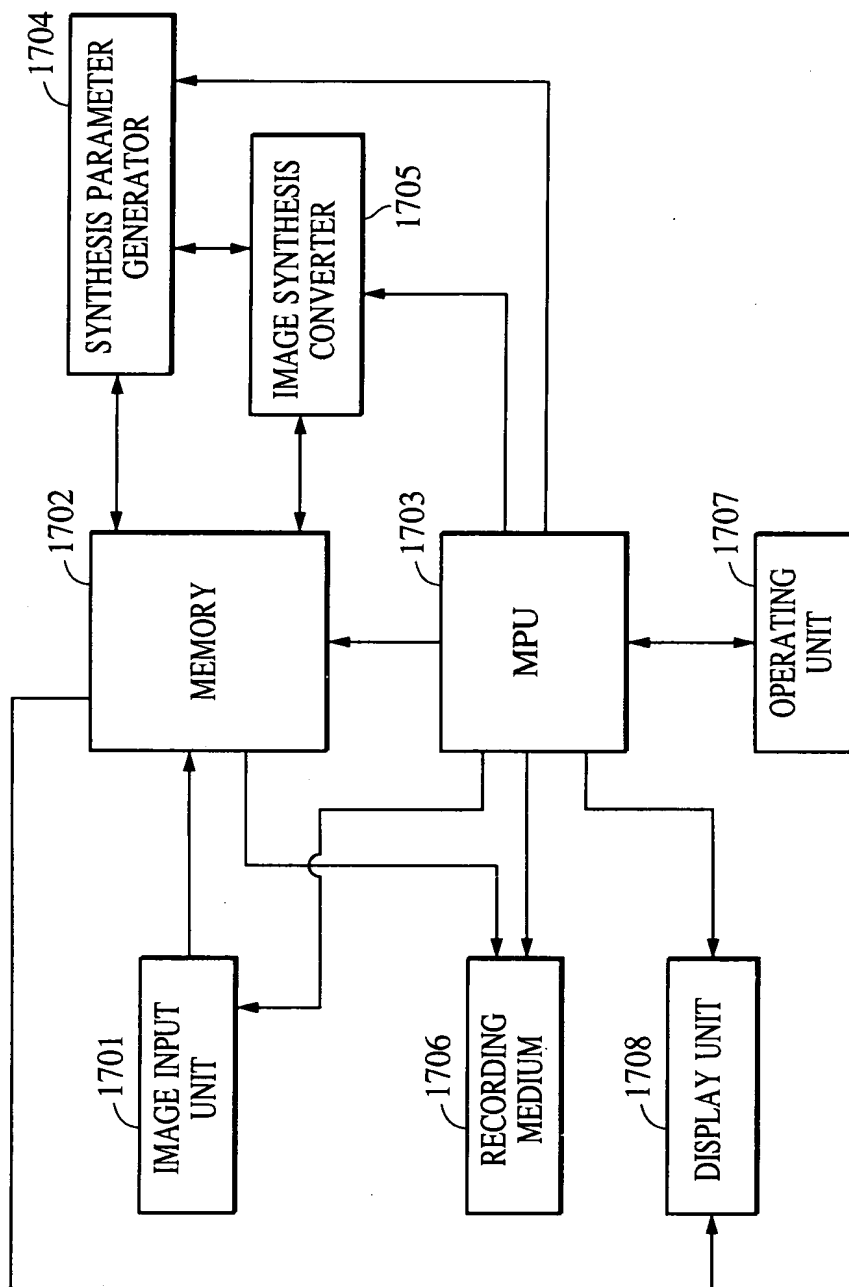 1701
IMAGE INPUT
UNIT
1702
MEMORY
1704
SYNTHESIS PARAMETER
GENERATOR
1705
IMAGE SYNTHESIS
CONVERTER
1706
RECORDING
MEDIUM
1703
MPU
1708
DISPLAY UNIT
1707
OPERATING
UNIT